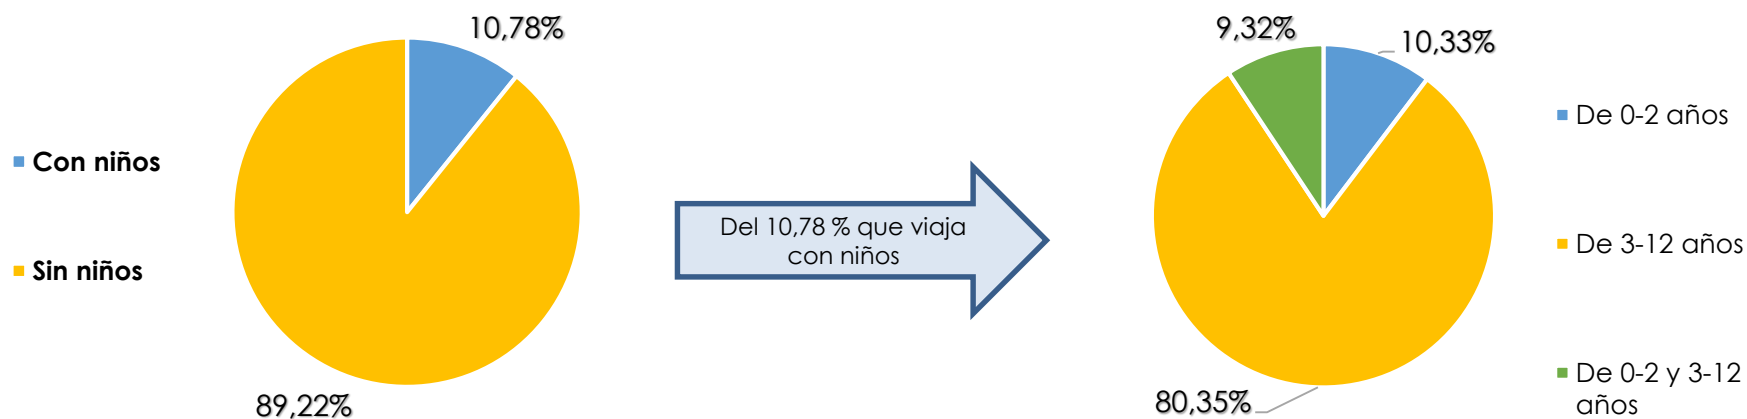 10,78%
Con niños
Sin niños
89,22%
Del 10,78 % que viaja
con niños
9,32%
10,33%
80,35%
De 0-2 años
De 3-12 años
De 0-2 y 3-12
años